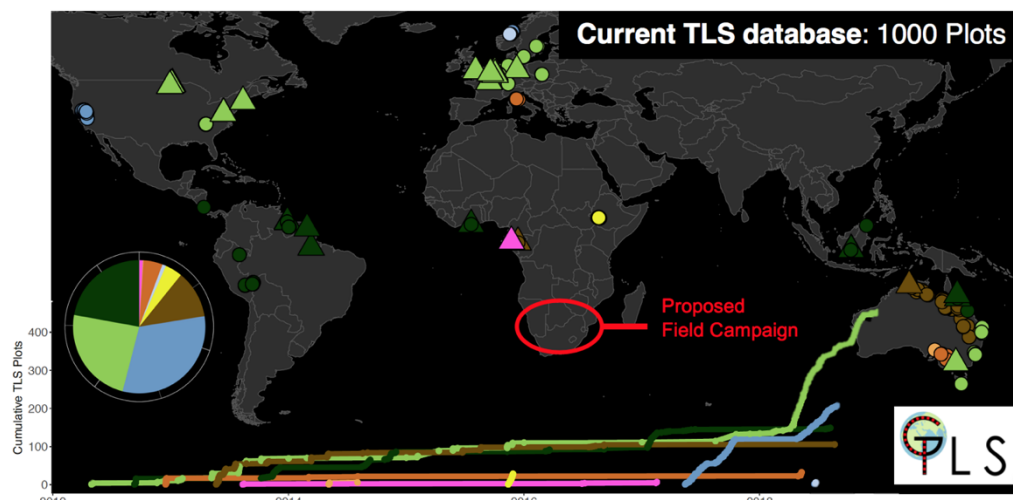 Current TLS database: 1000 Plots
Proposed
Field Campaign
Cumulative TLS Plots
400
300
200
100
0
TLS